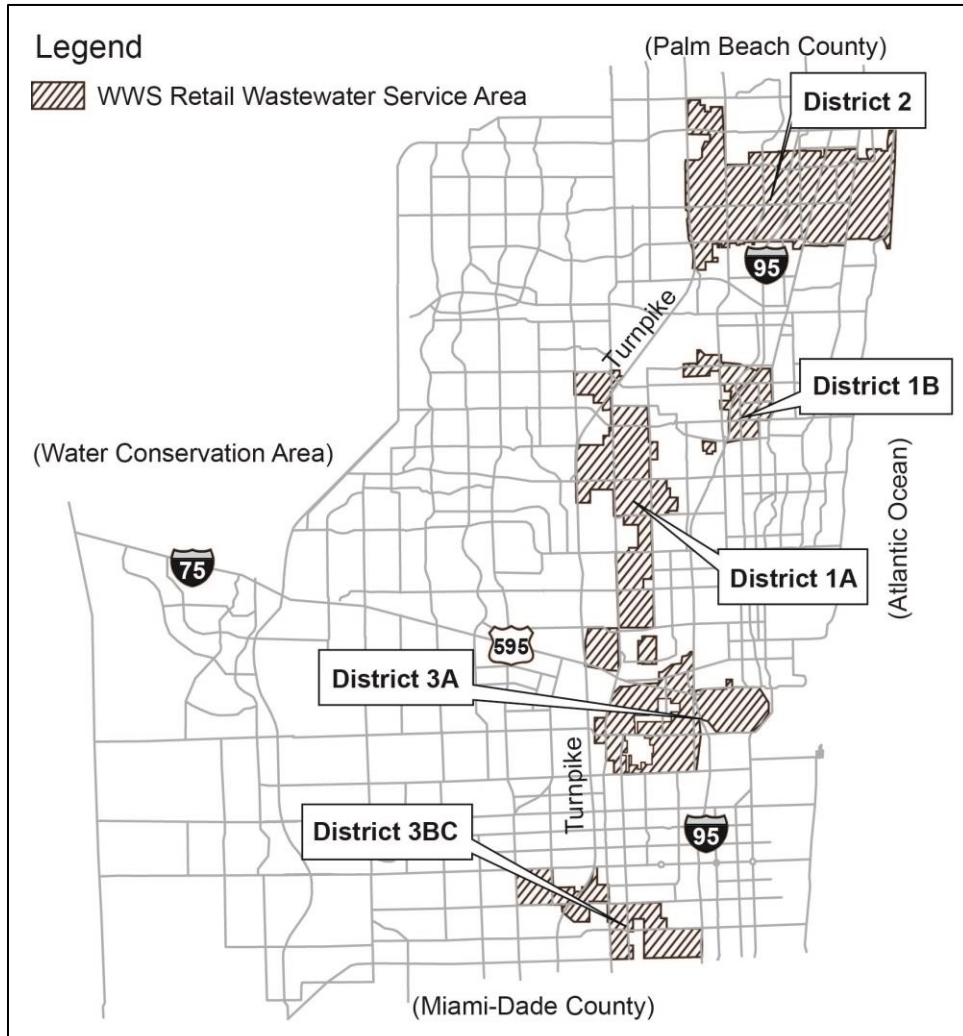 Legend
WWS Retail Wastewater Service Area
(Palm Beach County)
District 2
95
Turnpike
District 1B
(Water Conservation Area)
(Atlantic Ocean)
75
District 1A
595
District 3A
Turnpike
District 3BC
95
(Miami-Dade County)